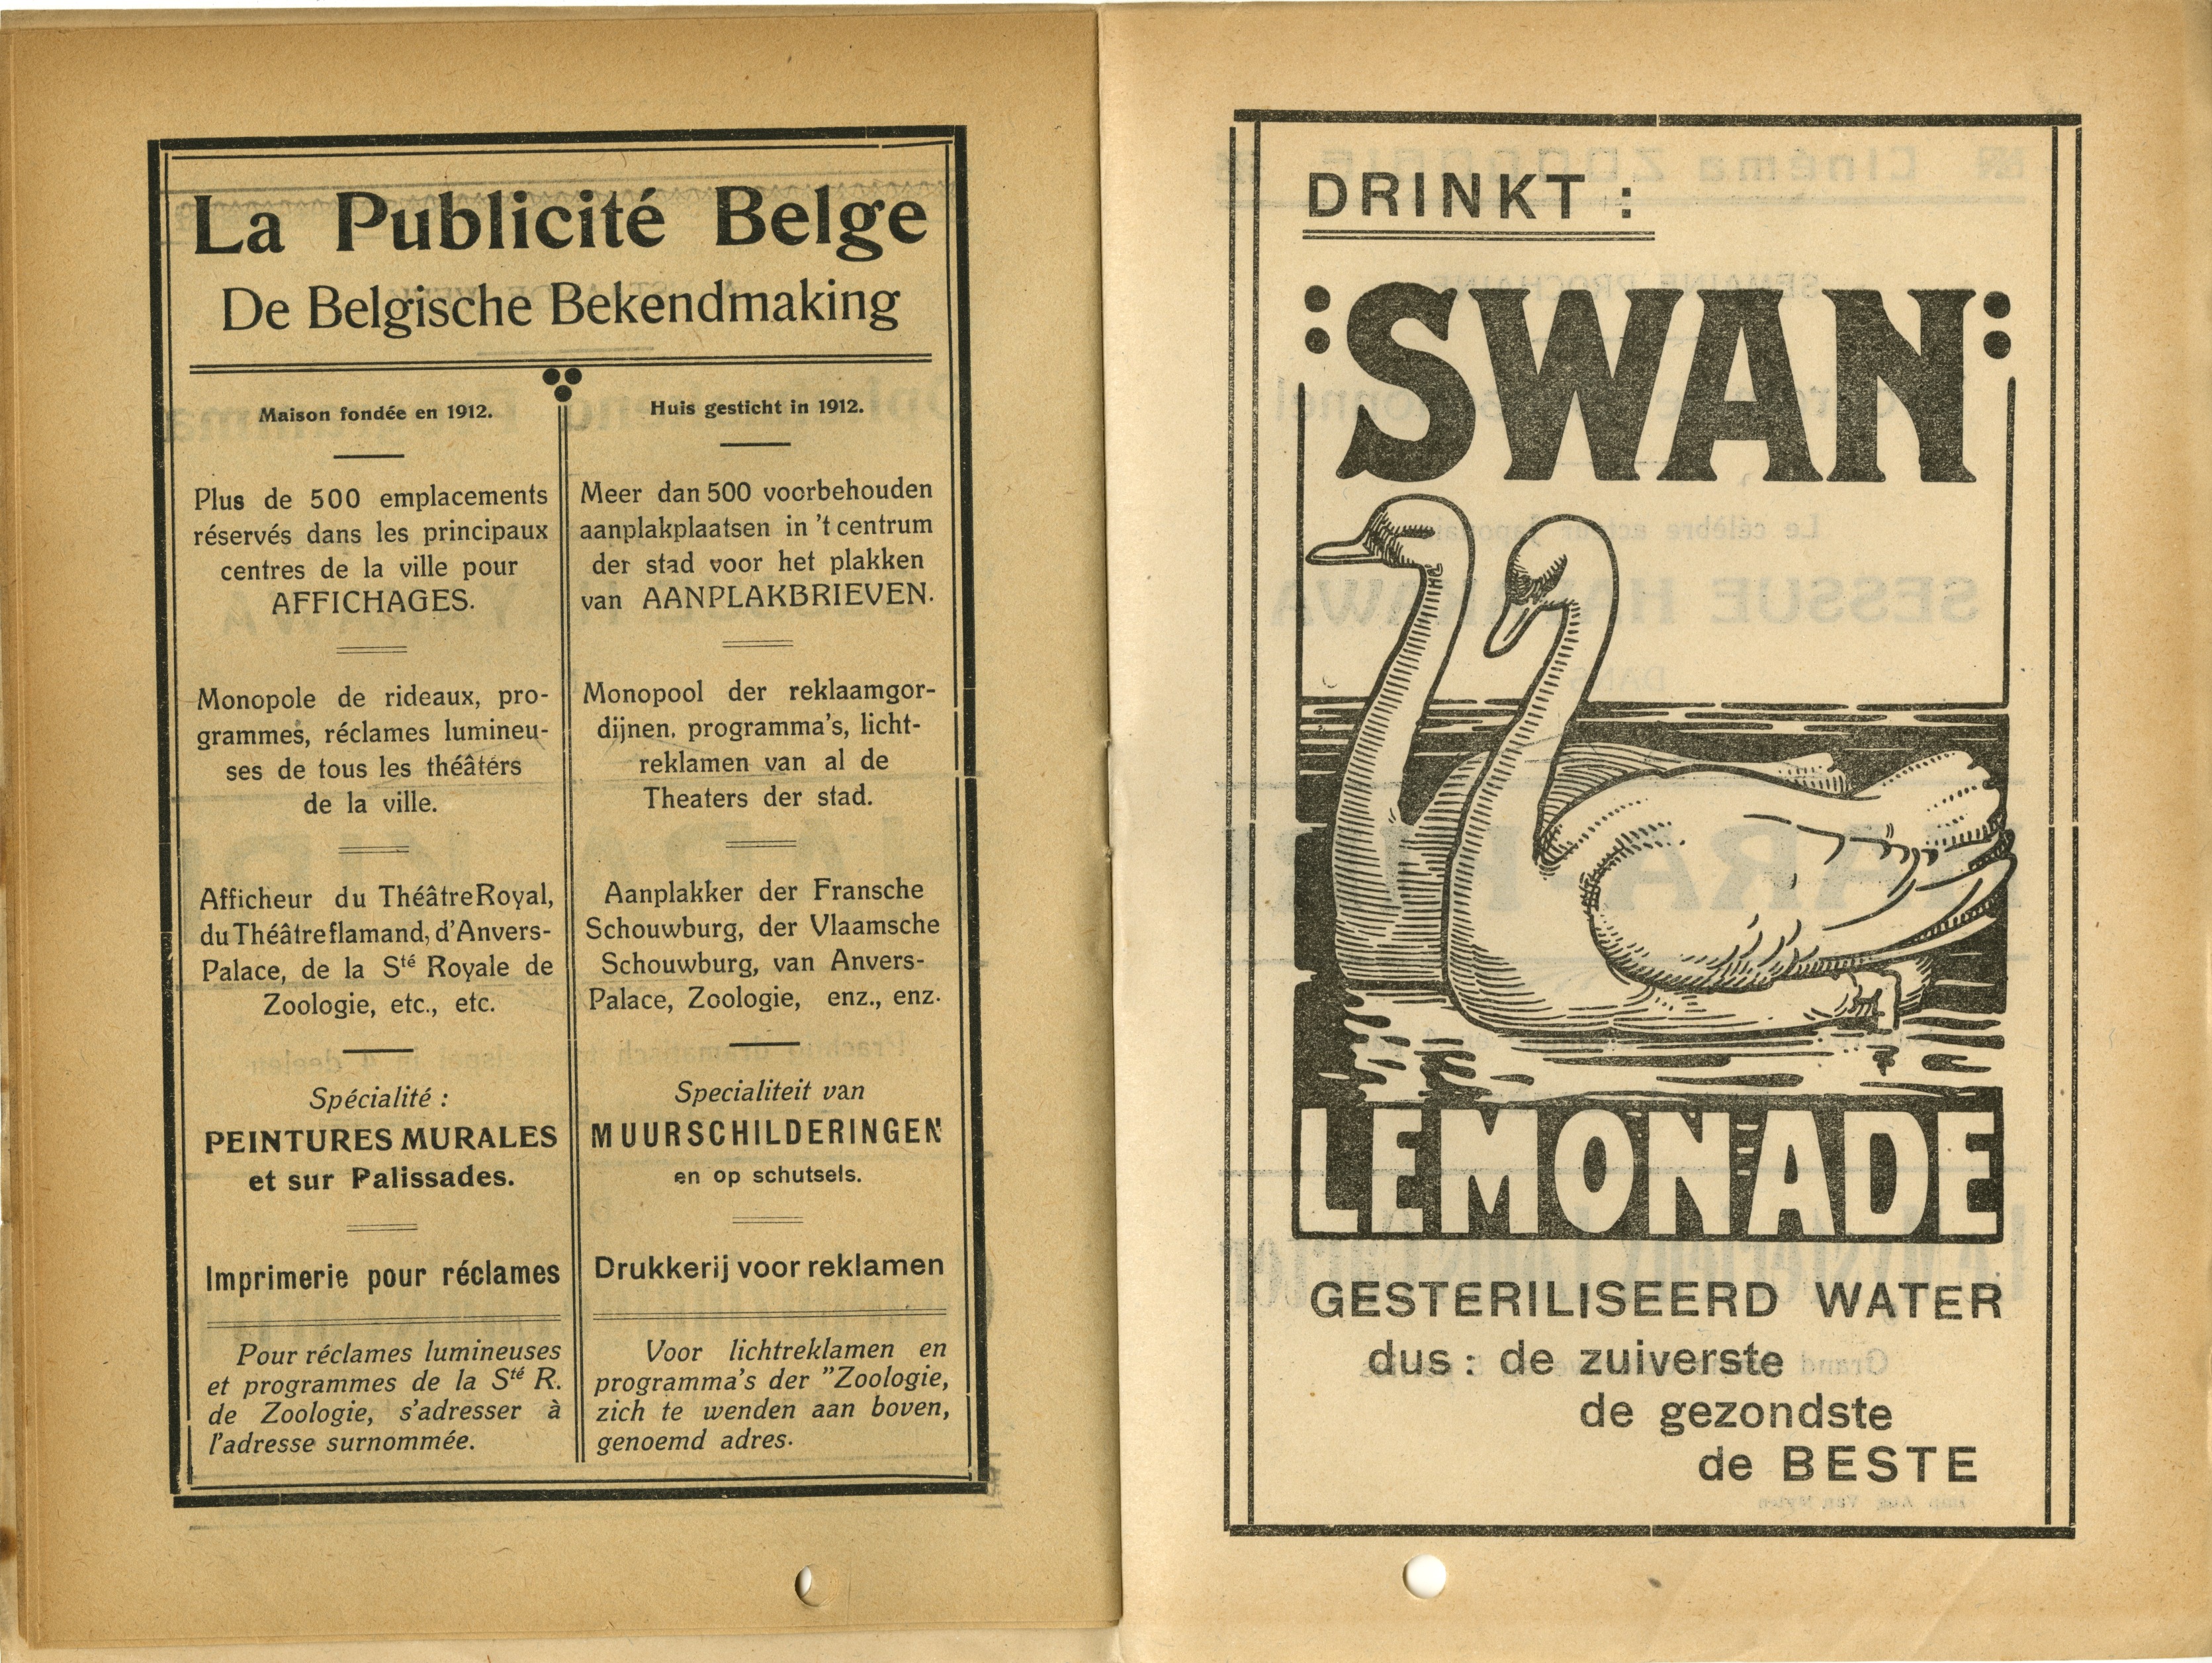 La Publicité Belge
De Belgische Bekendmaking
Maison fondée en 1912.
Plus de 500 emplacements
réservés dans les principaux
centres de la ville pour
AFFICHAGES.
Monopole de rideaux, pro-
grammes, réclames lumineu-
ses de tous les théâtérs
de la ville.
Afficheur du Théâtre Royal,
du Théâtre flamand, d'Anvers-
Palace, de la Sté Royale de
Zoologie, etc., etc.
Spécialité :
PEINTURES MURALES
et sur Palissades.
Imprimerie pour réclames
Pour réclames lumineuses
et programmes de la Sté R.
de Zoologie, s'adresser à
l'adresse surnommée.
Huis gesticht in 1912.
Meer dan 500 voorbehouden
aanplakplaatsen in 't centrum
der stad voor het plakken
van AANPLAKBRIEVEN.
Monopool der reklaamgor-
dijnen, programma's, licht-
reklamen van al de
Theaters der stad.
Aanplakker der Fransche
Schouwburg, der Vlaamsche
Schouwburg, van Anvers-
Palace, Zoologie, enz., enz.
Specialiteit van
MUURSCHILDERINGEN
en op schutsels.
Drukkerij voor reklamen
Voor lichtreklamen en
programma's der "Zoologie,
zich te wenden aan boven,
genoemd adres.
DRINKT :
:SWAN:
LEMONADE
GESTERILISEERD WATER
dus : de zuiverste
de gezondste
de BESTE